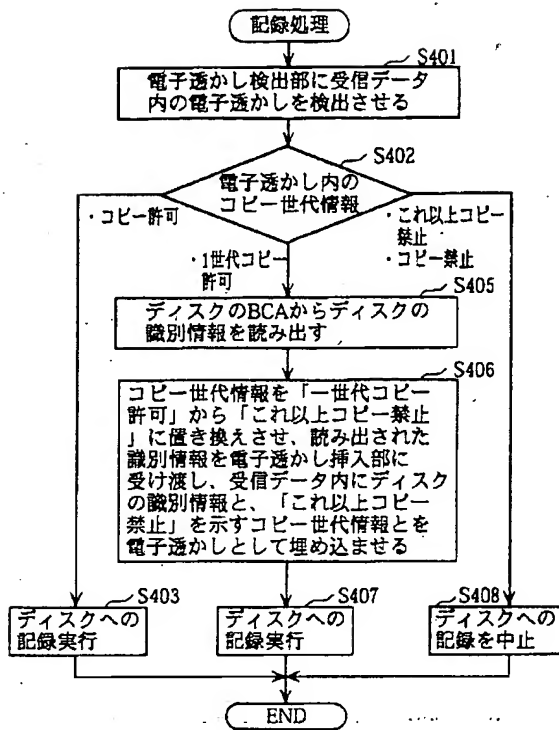 記録処理
S401
電子透かし検出部に受信データ
内の電子透かしを検出させる
S402
電子透かし内の
コピー世代情報
・コピー許可
・1世代コピー
許可
・これ以上コピー
禁止
・コピー禁止
S405
ディスクのBCAからディスクの
識別情報を読み出す
S406
コピー世代情報を「一世代コピー
許可」から「これ以上コピー禁止
」に置き換えさせ、読み出された
識別情報を電子透かし挿入部に
受け渡し、受信データ内にディスク
の識別情報と、「これ以上コピー
禁止」を示すコピー世代情報とを
電子透かしとして埋め込ませる
S403
ディスクへの
記録実行
S407
ディスクへの
記録実行
S408
ディスクへの
記録を中止
END